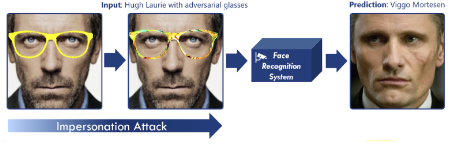 Input: Hugh Laurie with adversarial glasses
Prediction: Viggo Mortesen
Face
Recognition
System
Impersonation Attack